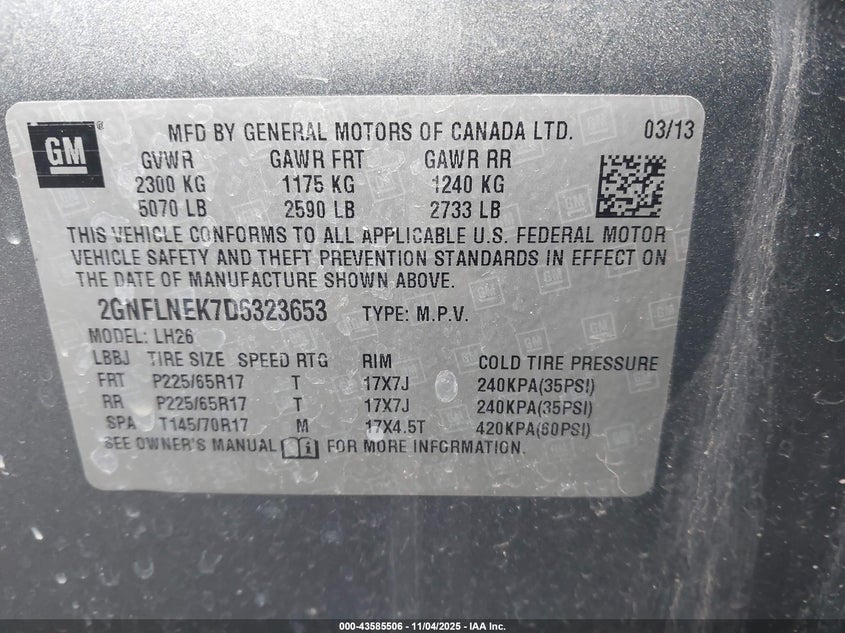 GM
MFD BY GENERAL MOTORS OF CANADA LTD. 03/13
GVWR GAWR FRT GAWR RR
2300 KG 1175 KG 1240 KG
5070 LB 2590 LB 2733 LB
THIS VEHICLE CONFORMS TO ALL APPLICABLE U.S. FEDERAL MOTOR
VEHICLE SAFETY AND THEFT PREVENTION STANDARDS IN EFFECT ON
THE DATE OF MANUFACTURE SHOWN ABOVE.
2GNFLNEK7D6323653 TYPE: M.P.V.
MODEL: LH26
LBBJ TIRE SIZE SPEED RTG RIM COLD TIRE PRESSURE
FRT P225/65R17 T 17X7J 240KPA(35PSI)
RR P225/65R17 T 17X7J 240KPA(35PSI)
SPA T145/70R17 M 17X4.5T 420KPA(60PSI)
SEE OWNER'S MANUAL FOR MORE INFORMATION.
000-43585506 - 11/04/2025 - IAA Inc.